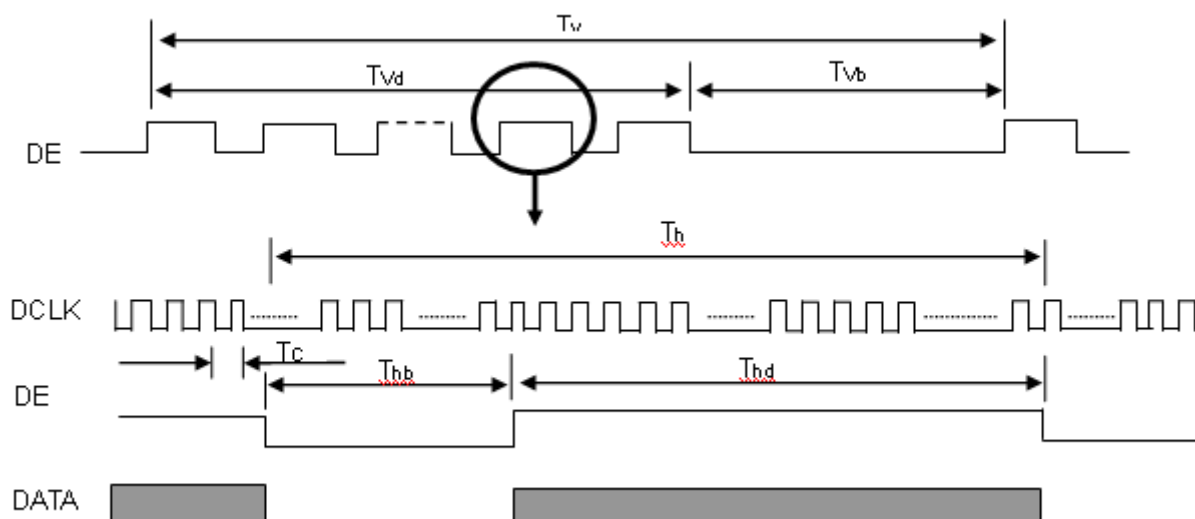 Tv
TVd
TVb
DE
Th
DCLK
Tc
Thb
Thd
DE
DATA